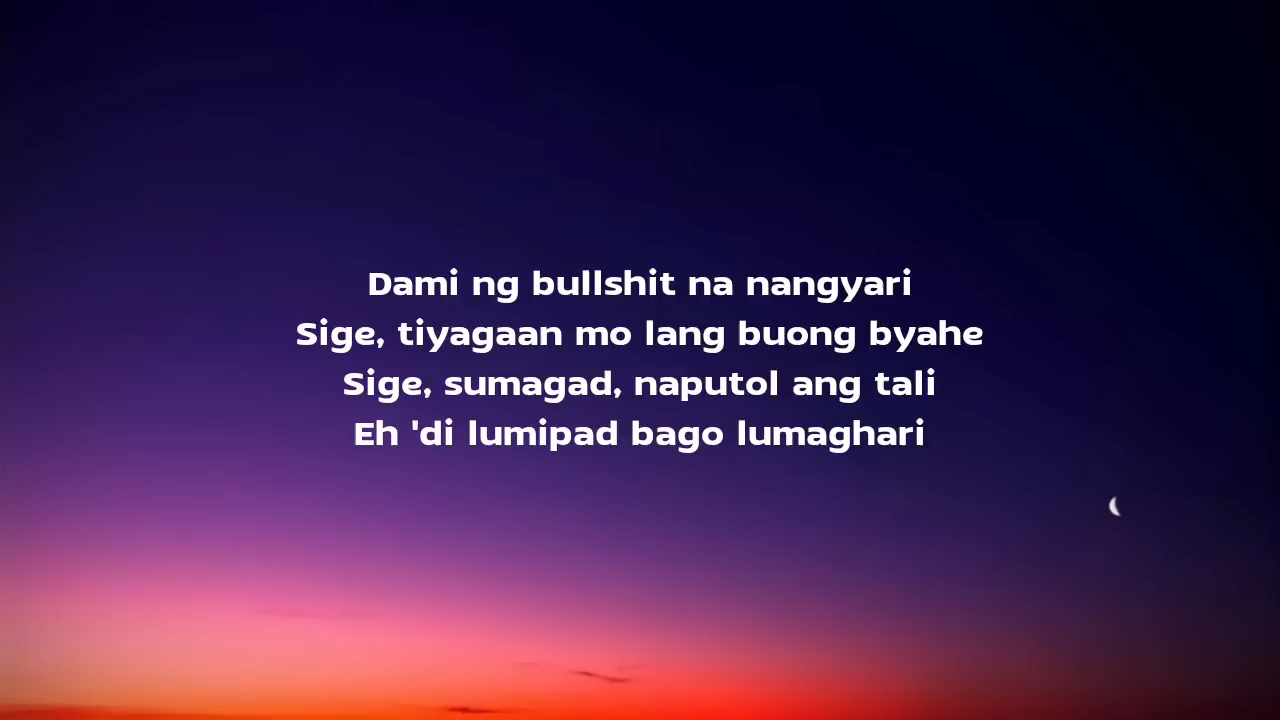 Dami ng bullshit na nangyari
Sige, tiyagaan mo lang buong byahe
Sige, sumagad, naputol ang tali
Eh 'di lumipad bago lumaghari